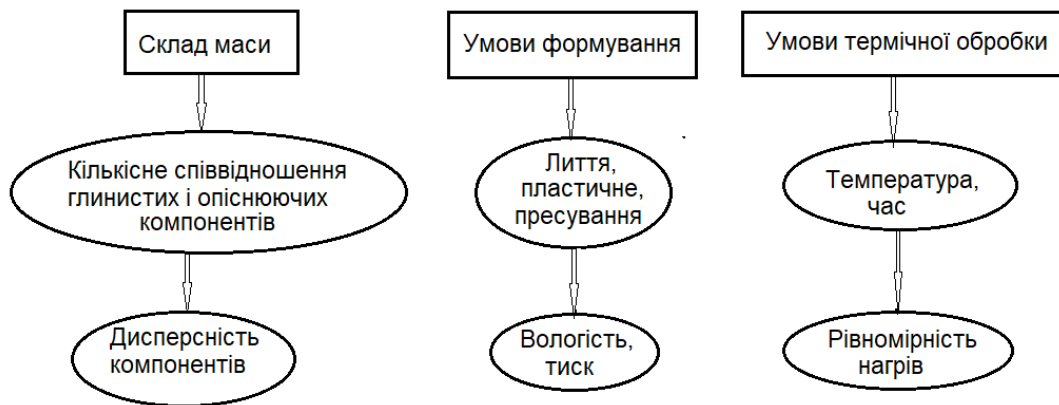 Склад маси
Умови формування
Умови термічної обробки
Кількісне співвідношення
глинистих і опіснюючих
компонентів
Лиття,
пластичне,
пресування
Температура,
час
Дисперсність
компонентів
Вологість,
тиск
Рівномірність
нагрів